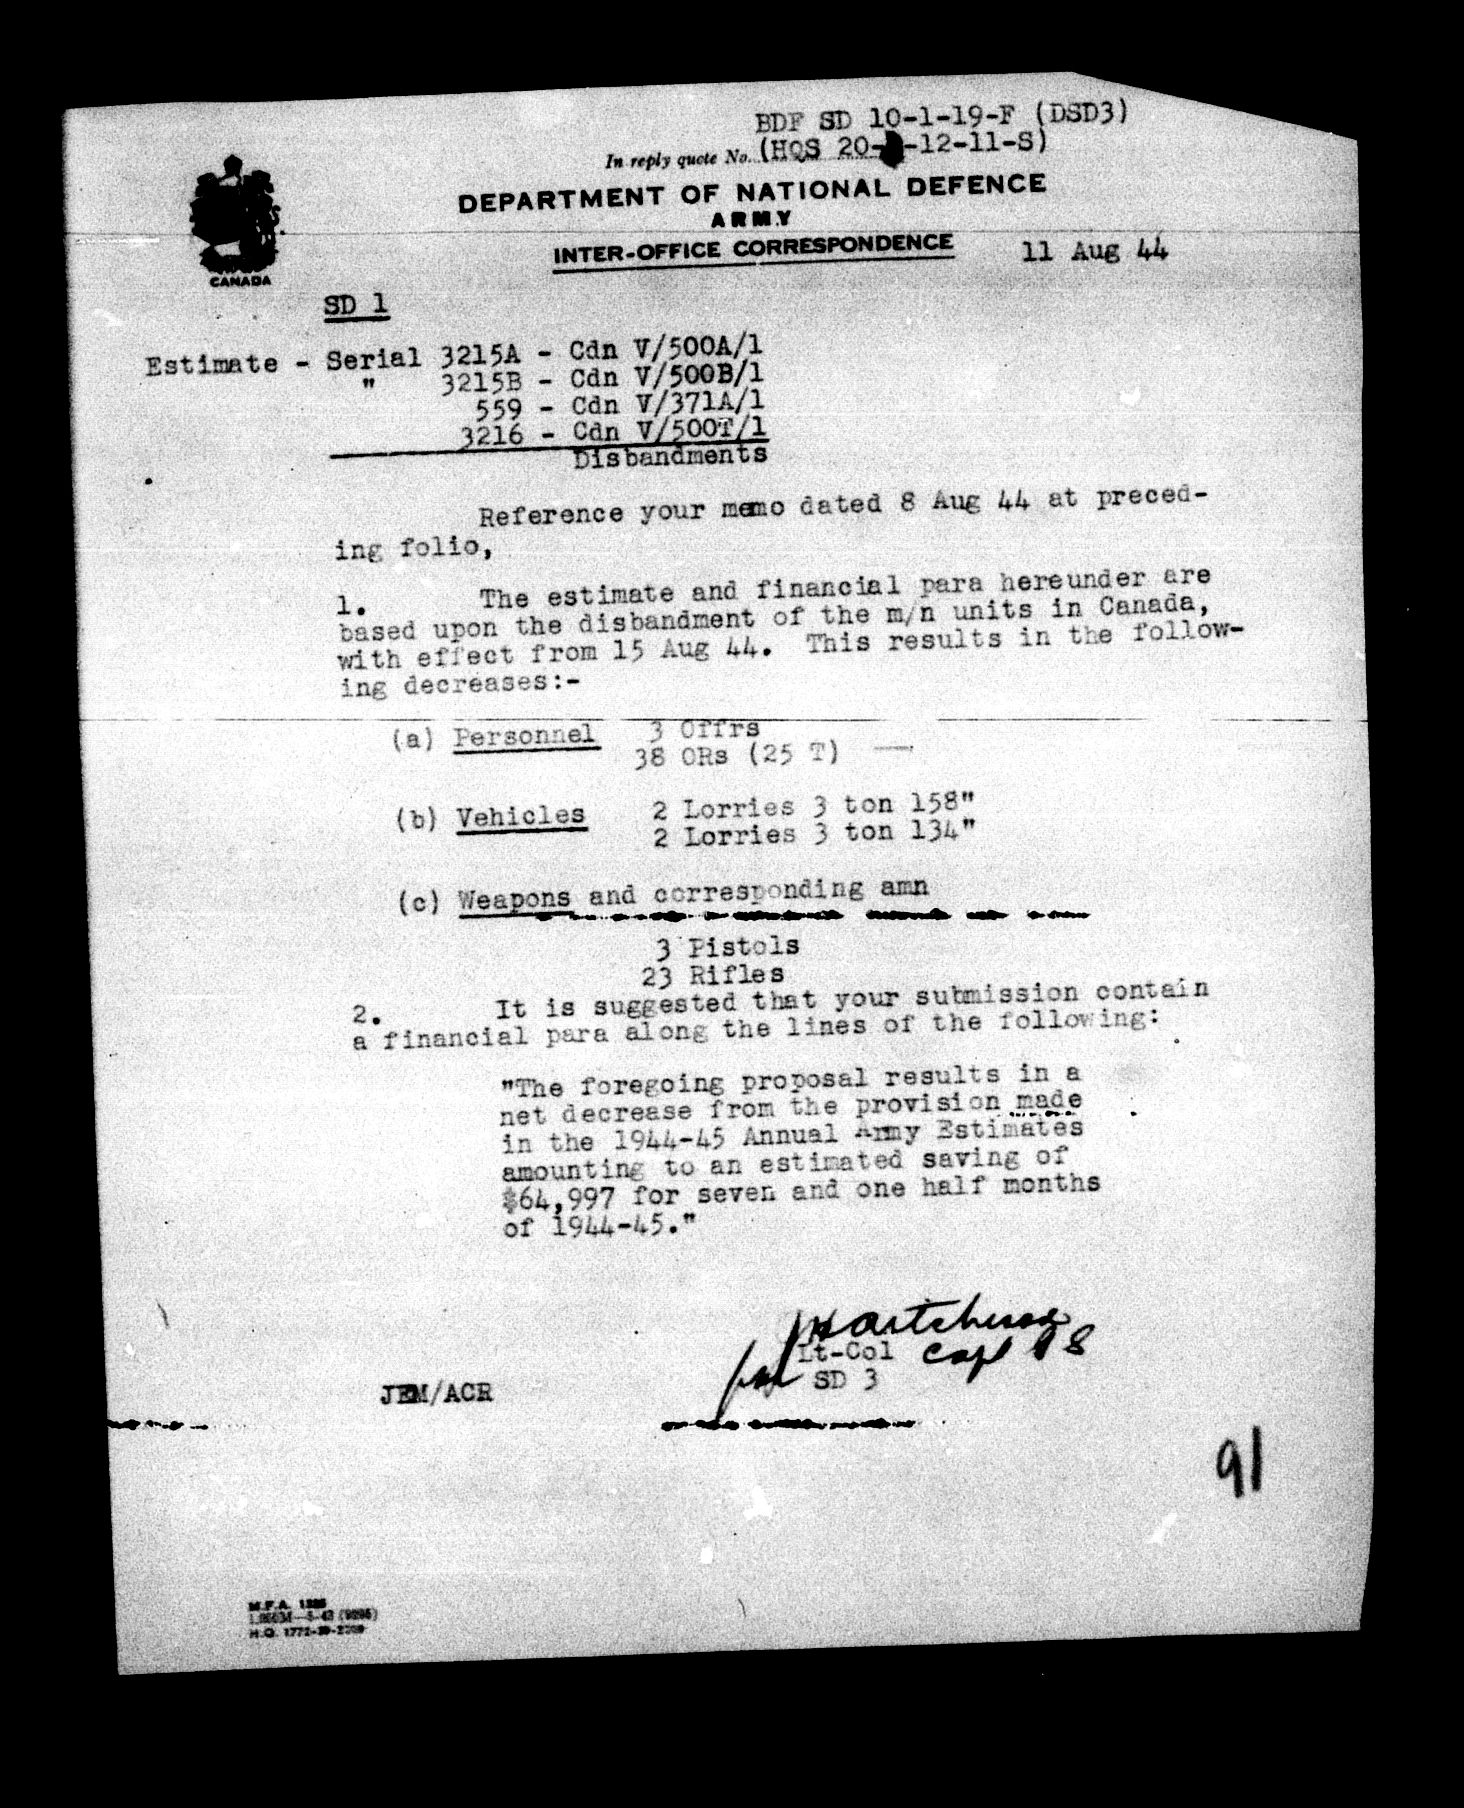 BDF SD 10-1-19-F (DSD3)
In reply quote No. (HQS 20- -12-11-S)
DEPARTMENT OF NATIONAL DEFENCE
ARMY
INTER-OFFICE CORRESPONDENCE 11 Aug 44
CANADA
SD 1
Estimate - Serial 3215A - Cdn V/500A/1
" 3215B - Cdn V/500B/1
559 - Cdn V/371A/1
3216 - Cdn V/500T/1
Disbandments
Reference your memo dated 8 Aug 44 at preced-
ing folio,
1. The estimate and financial para hereunder are
based upon the disbandment of the m/n units in Canada,
with effect from 15 Aug 44. This results in the follow-
ing decreases:-
(a) Personnel 3 Offrs
38 ORs (25 T)
(b) Vehicles 2 Lorries 3 ton 158"
2 Lorries 3 ton 134"
(c) Weapons and corresponding amn
3 Pistols
23 Rifles
2. It is suggested that your submission contain
a financial para along the lines of the following:
"The foregoing proposal results in a
net decrease from the provision made
in the 1944-45 Annual Army Estimates
amounting to an estimated saving of
$64,997 for seven and one half months
of 1944-45."
Lt-Col Capt
for SD 3
JEM/ACR
91
M.F.A.
H.Q.